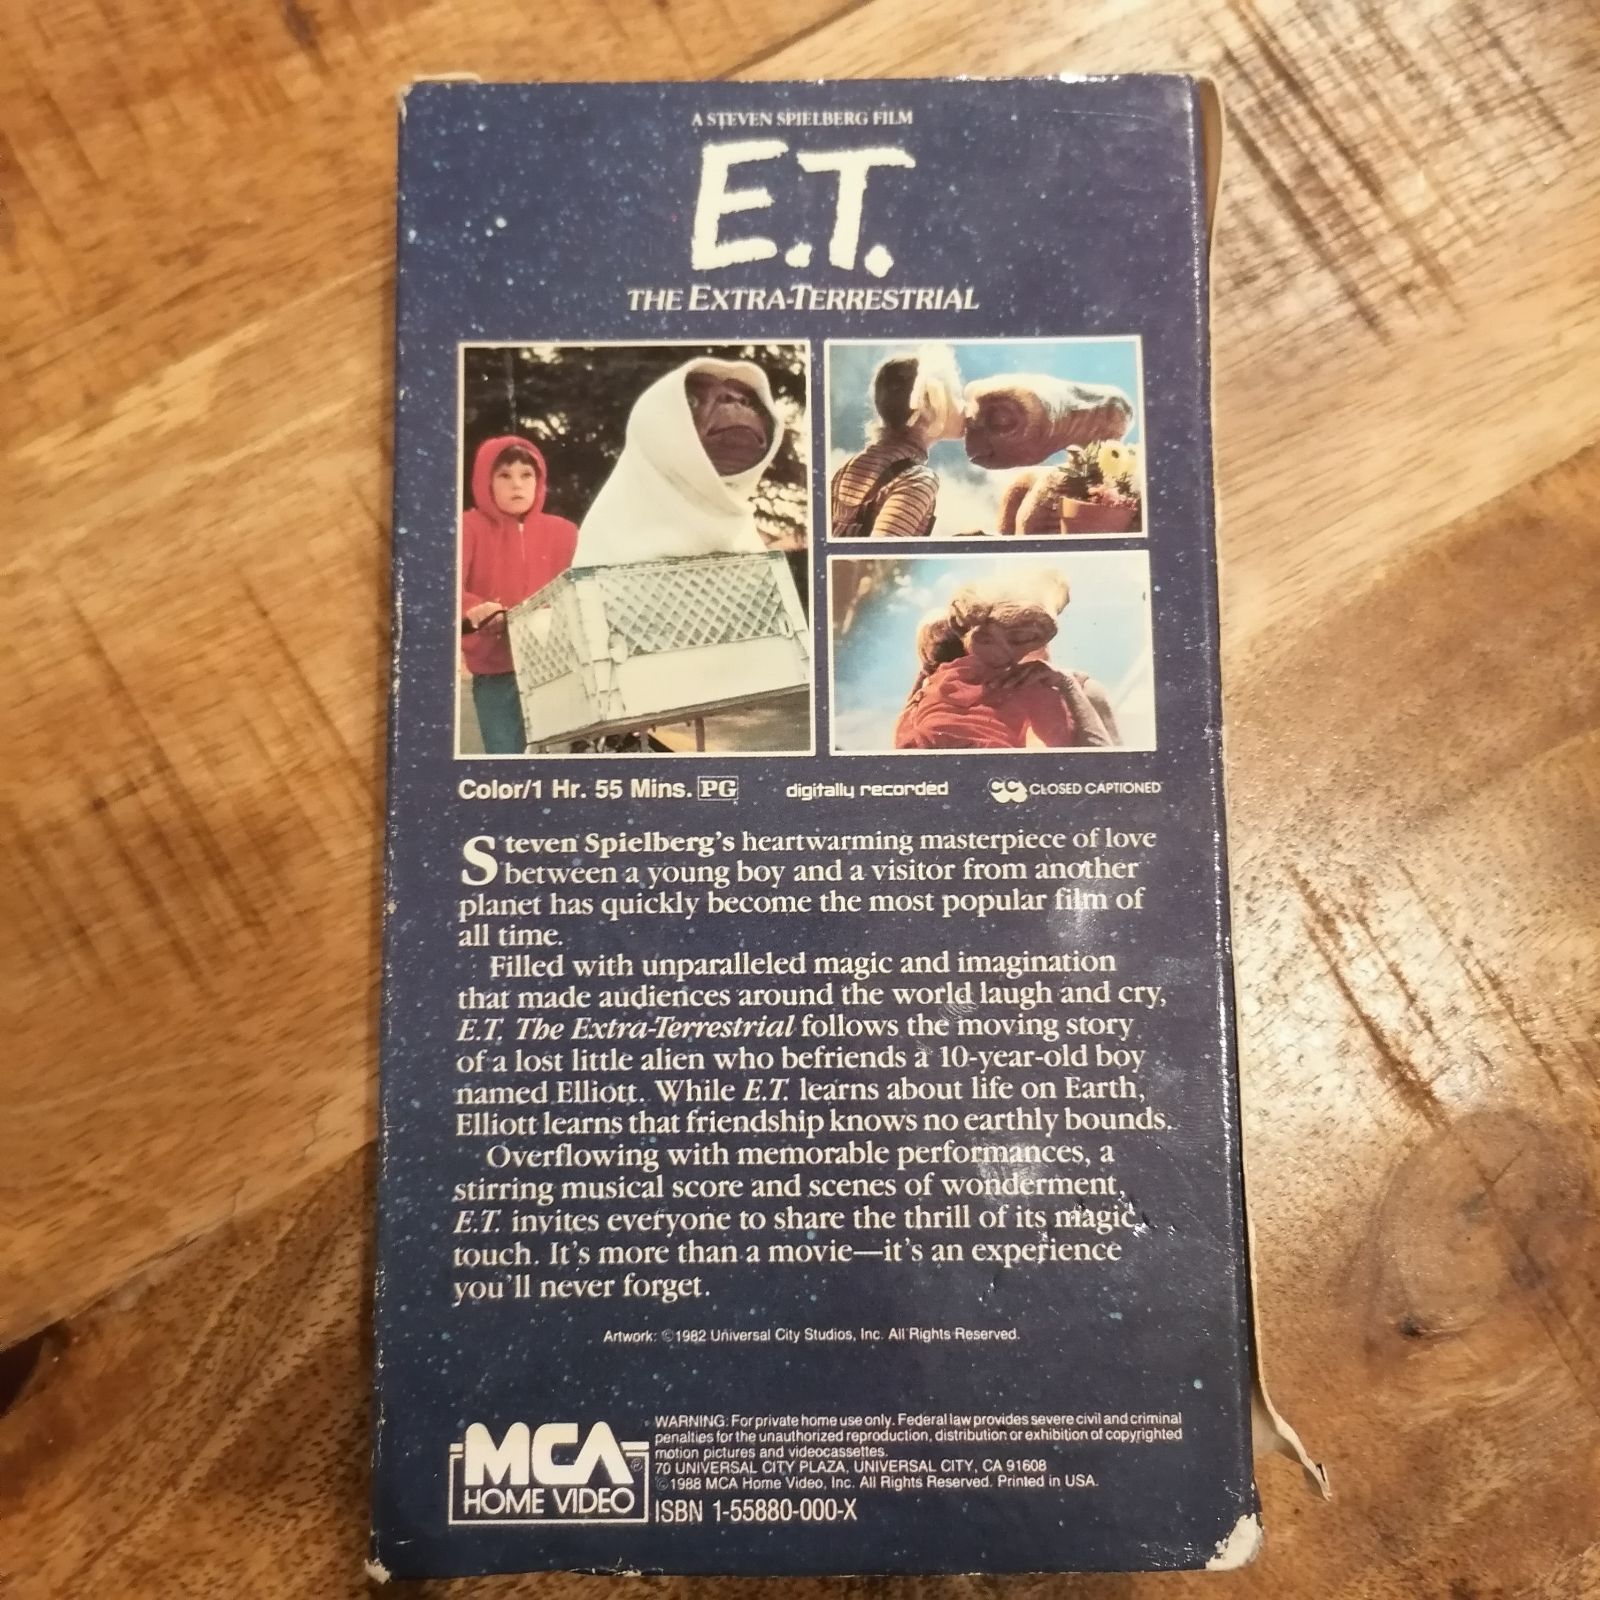 A STEVEN SPIELBERG FILM
E.T.
THE EXTRA-TERRESTRIAL
Color/1 Hr. 55 Mins. PG digitally recorded CC CLOSED CAPTIONED
Steven Spielberg's heartwarming masterpiece of love
between a young boy and a visitor from another
planet has quickly become the most popular film of
all time.
Filled with unparalleled magic and imagination
that made audiences around the world laugh and cry,
E.T. The Extra-Terrestrial follows the moving story
of a lost little alien who befriends a 10-year-old boy
named Elliott. While E.T. learns about life on Earth,
Elliott learns that friendship knows no earthly bounds.
Overflowing with memorable performances, a
stirring musical score and scenes of wonderment,
E.T. invites everyone to share the thrill of its magic
touch. It's more than a movie—it's an experience
you'll never forget.
Artwork: ©1982 Universal City Studios, Inc. All Rights Reserved.
MCA®
HOME VIDEO
WARNING: For private home use only. Federal law provides severe civil and criminal
penalties for the unauthorized reproduction, distribution or exhibition of copyrighted
motion pictures and videocassettes.
70 UNIVERSAL CITY PLAZA, UNIVERSAL CITY, CA 91608
©1988 MCA Home Video, Inc. All Rights Reserved. Printed in USA.
ISBN 1-55880-000-X